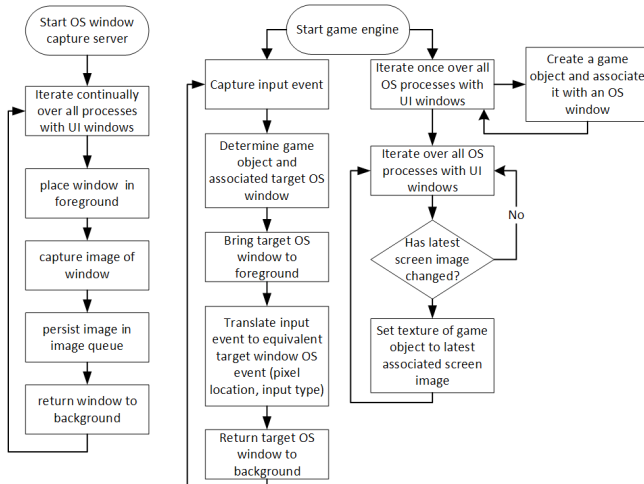 Start OS window
capture server
Iterate continually
over all processes
with UI windows
place window in
foreground
capture image of
window
persist image in
image queue
return window to
background
Start game engine
Capture input event
Determine game
object and
associated target OS
window
Bring target OS
window to
foreground
Translate input
event to equivalent
target window OS
event (pixel
location, input type)
Return target OS
window to
background
Iterate once over all
OS processes with
UI windows
Create a game
object and associate
it with an OS
window
Iterate over all OS
processes with UI
windows
No
Has latest
screen image
changed?
Set texture of game
object to latest
associated screen
image